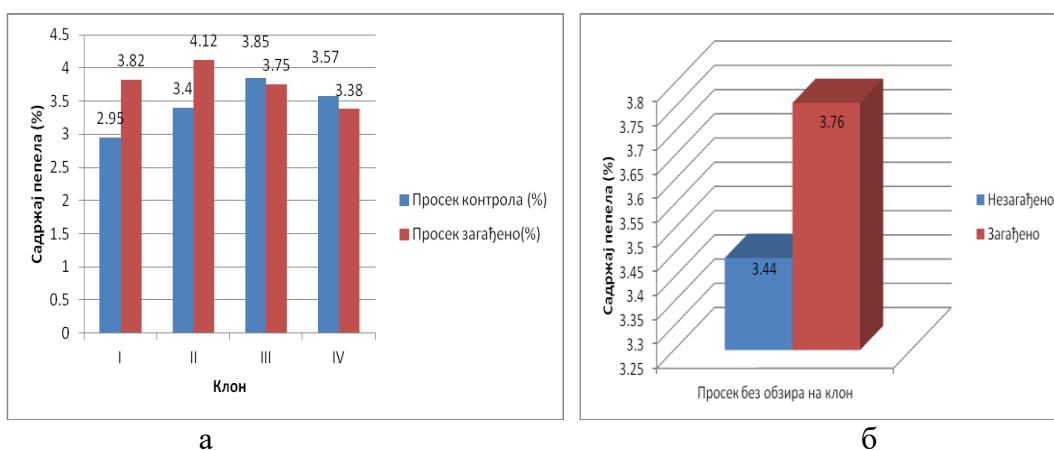 Садржај пепела (%)
4.5
4
3.5
3
2.5
2
1.5
1
0.5
0
2.95
3.82
3.4
4.12
3.85
3.75
3.57
3.38
I
II
III
IV
Клон
Просек контрола (%)
Просек загађено(%)
а
Садржај пепела (%)
3.8
3.75
3.7
3.65
3.6
3.55
3.5
3.45
3.4
3.35
3.3
3.25
3.44
3.76
Просек без обзира на клон
Незагађено
Загађено
б